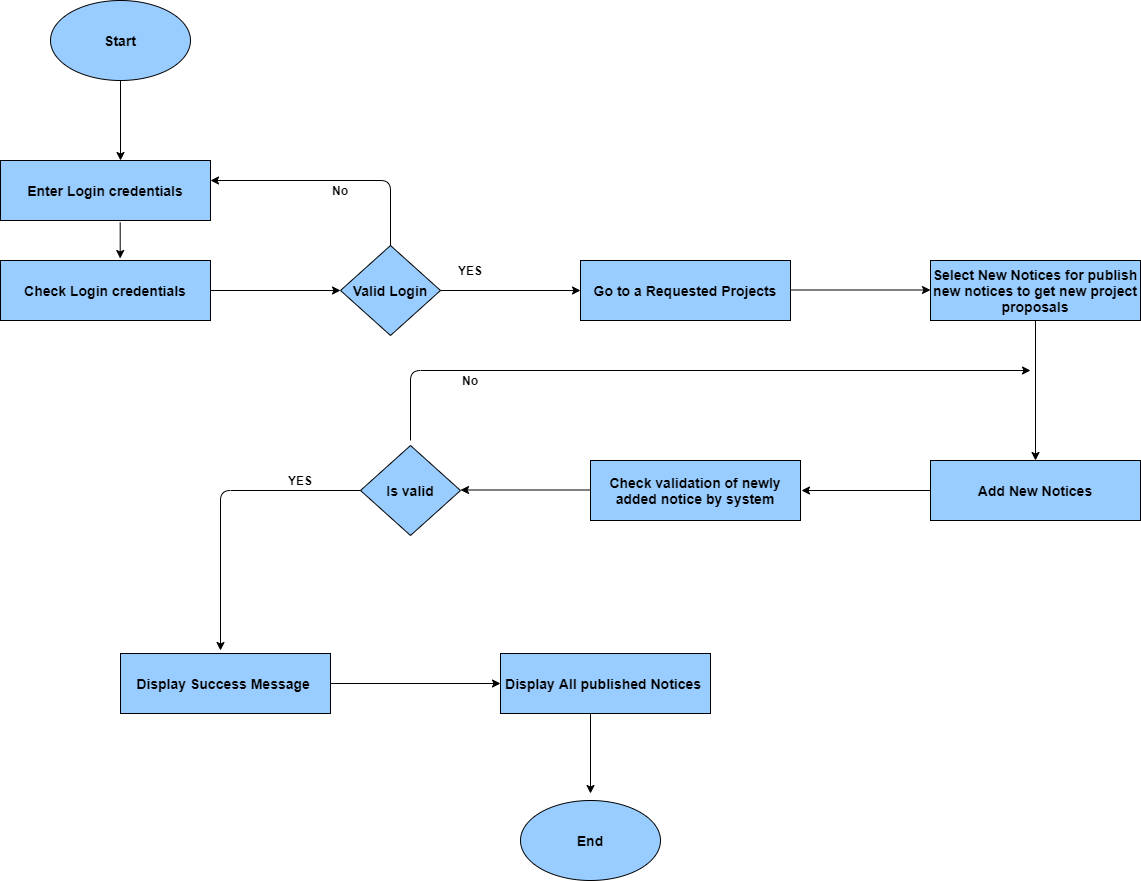 Start
Enter Login credentials
No
Check Login credentials
Valid Login
YES
Go to a Requested Projects
Select New Notices for publish
new notices to get new project
proposals
No
Add New Notices
Check validation of newly
added notice by system
Is valid
YES
Display Success Message
Display All published Notices
End